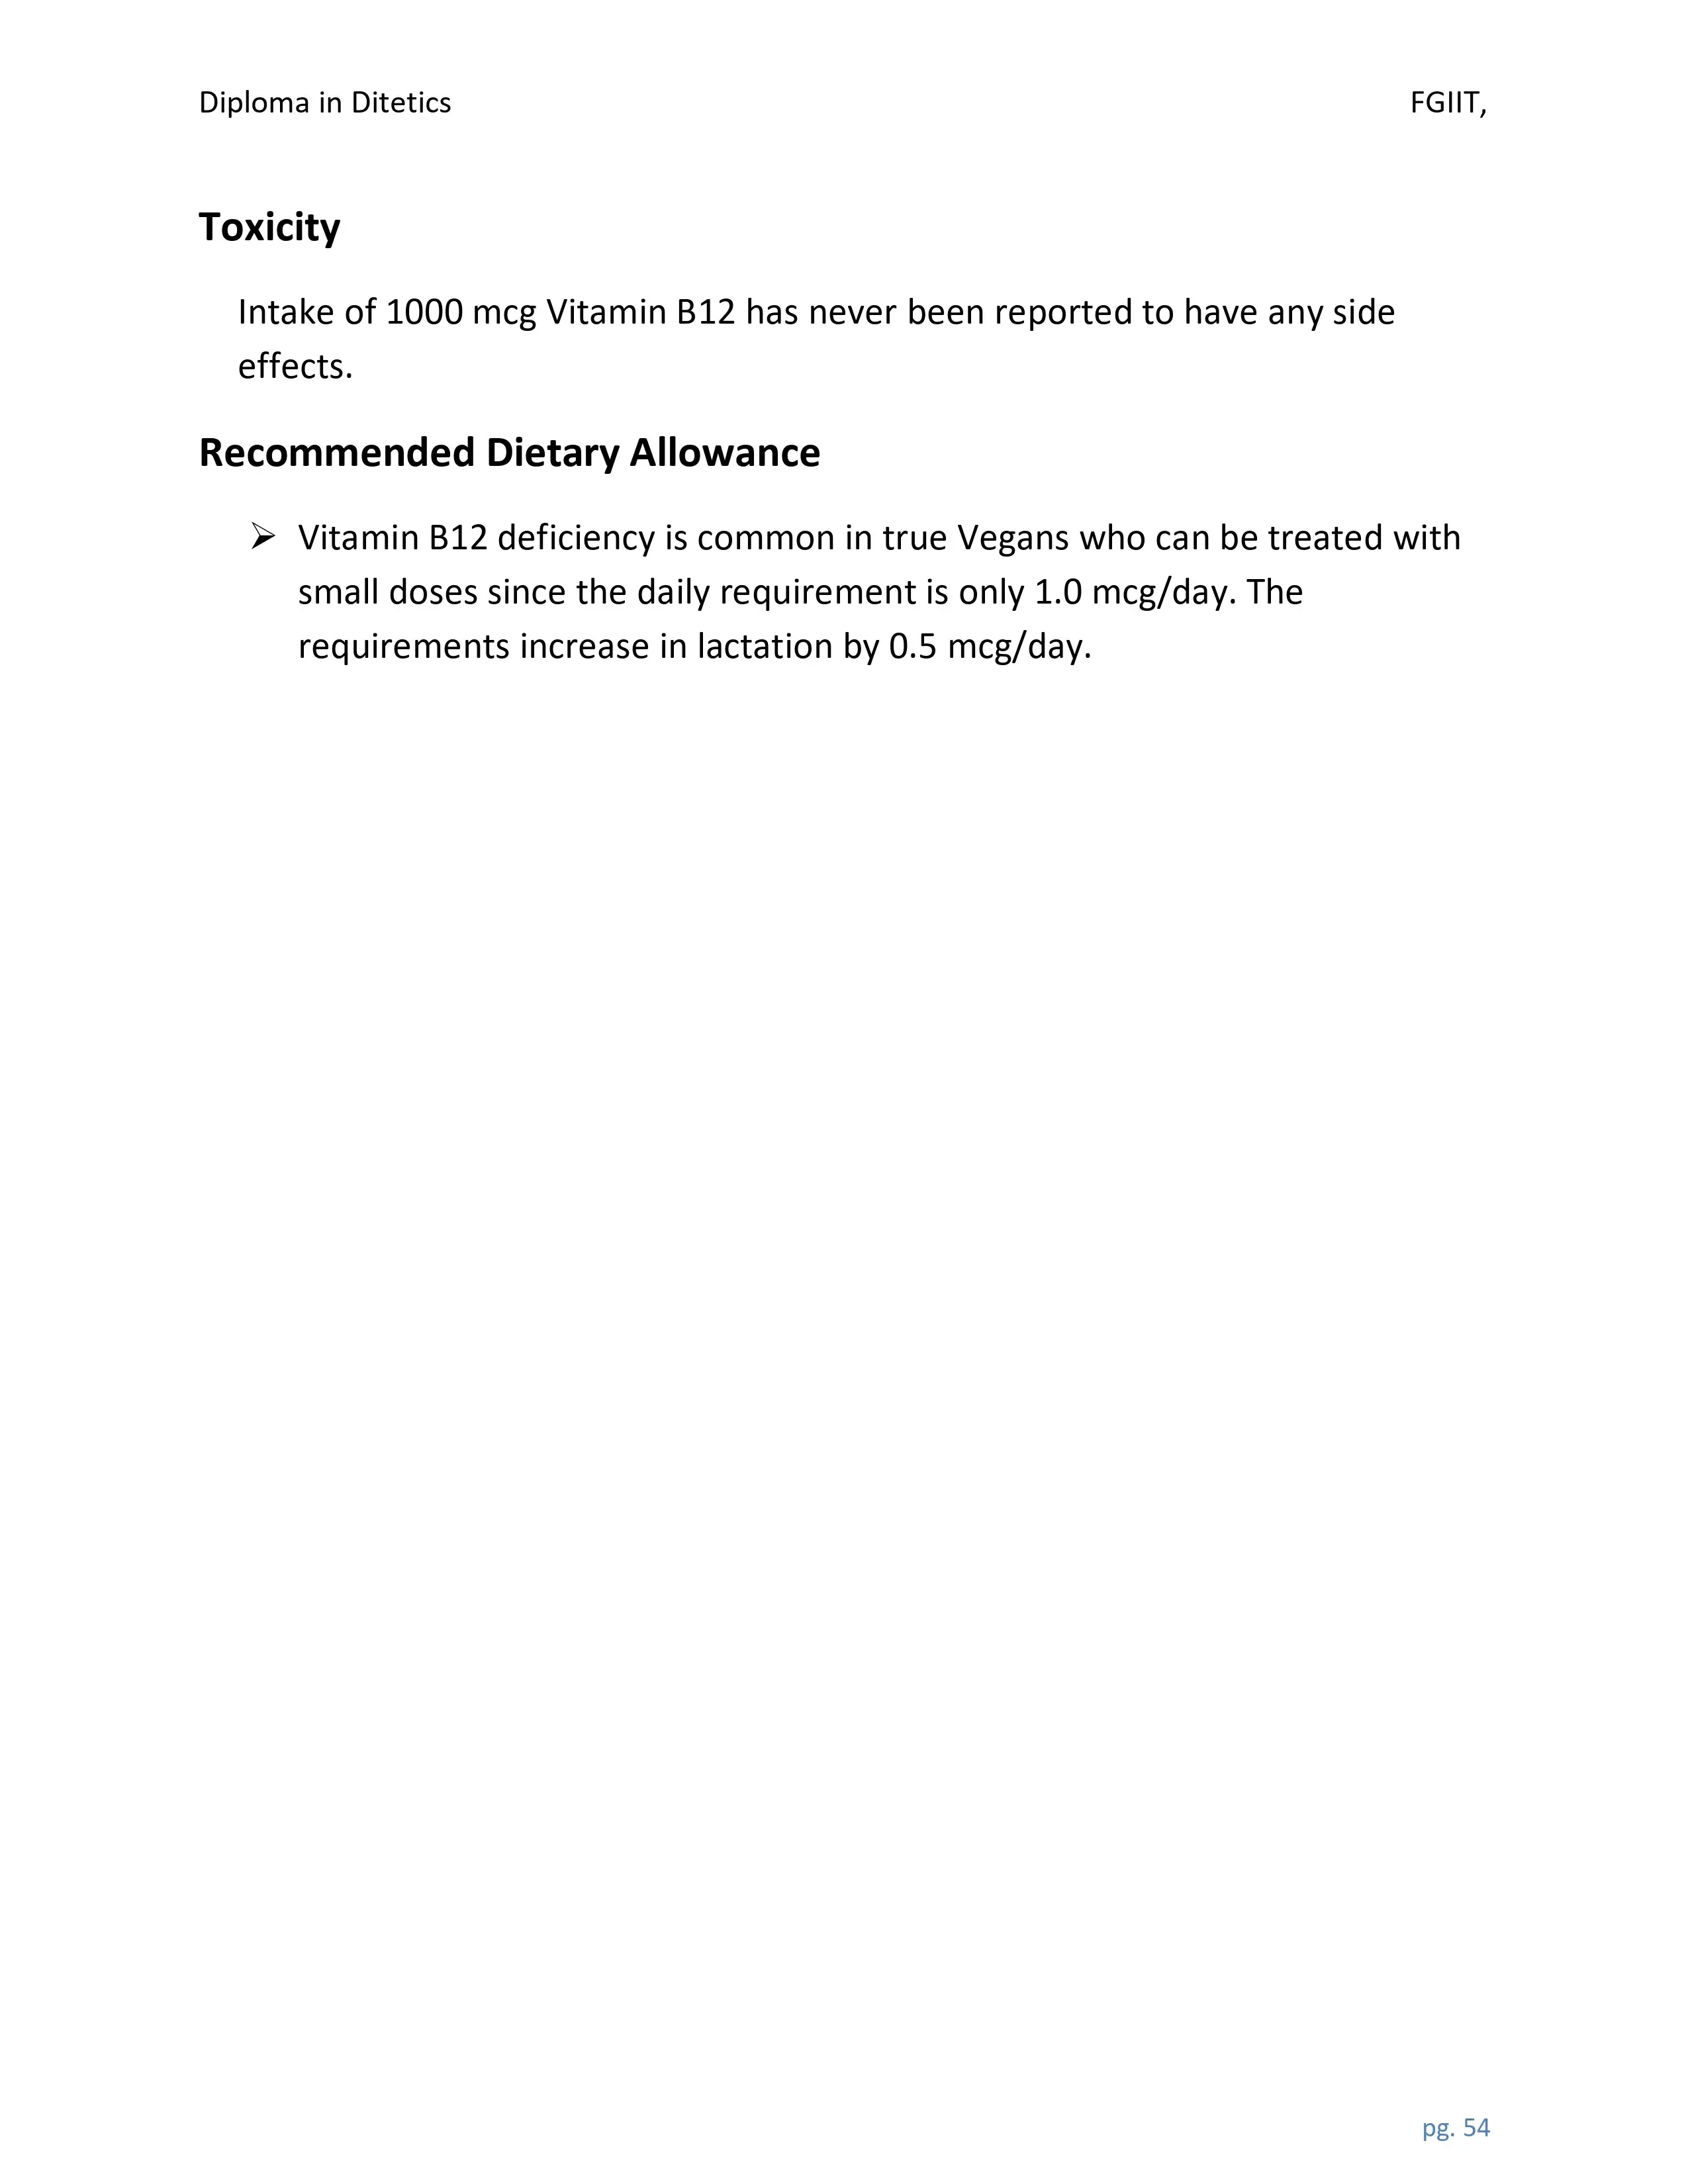 Diploma in Ditetics FGIIT,
Toxicity
Intake of 1000 mcg Vitamin B12 has never been reported to have any side
effects.
Recommended Dietary Allowance
➢ Vitamin B12 deficiency is common in true Vegans who can be treated with
small doses since the daily requirement is only 1.0 mcg/day. The
requirements increase in lactation by 0.5 mcg/day.
pg. 54